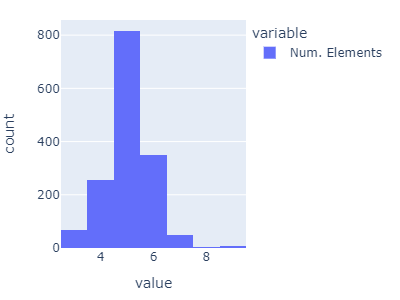 variable
Num. Elements
800
600
400
200
0
4 6 8
count
value